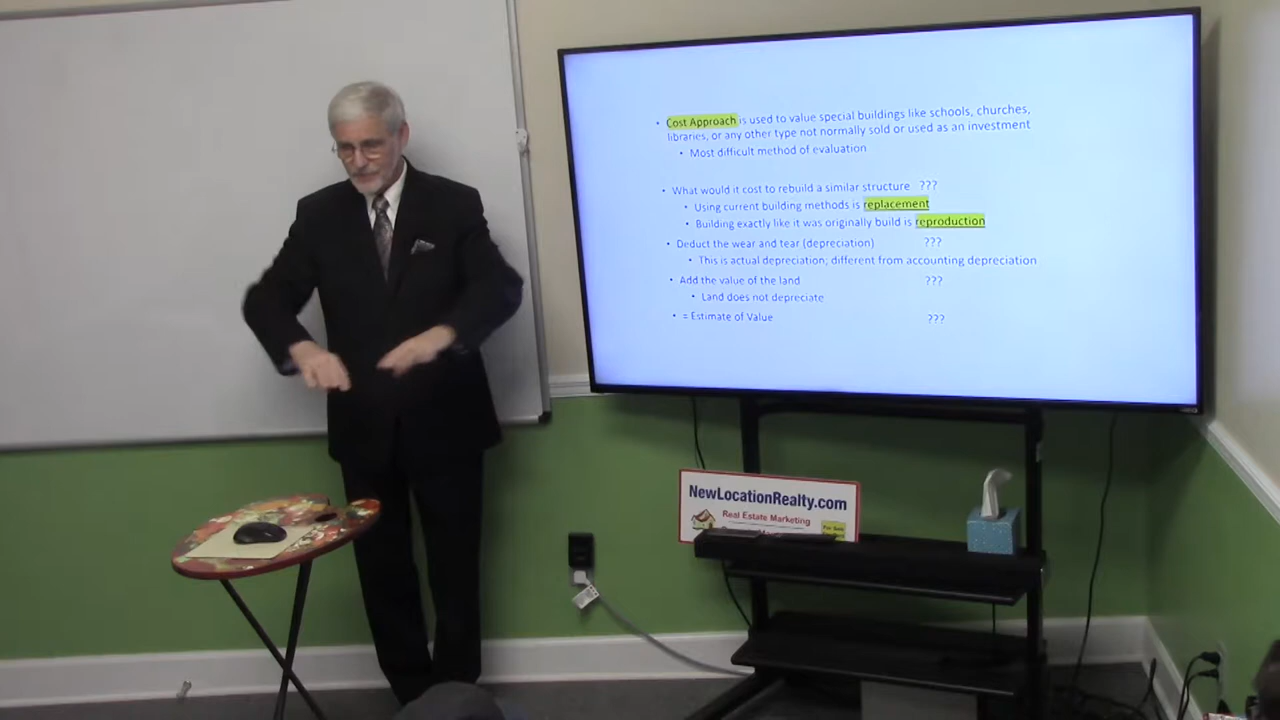 • Cost Approach is used to value special buildings like schools, churches,
libraries, or any other type not normally sold or used as an investment
• Most difficult method of evaluation
• What would it cost to rebuild a similar structure ???
• Using current building methods is replacement
• Building exactly like it was originally build is reproduction
• Deduct the wear and tear (depreciation) ???
• This is actual depreciation; different from accounting depreciation
• Add the value of the land ???
• Land does not depreciate
• = Estimate of Value ???
NewLocationRealty.com
Real Estate Marketing
For Sale